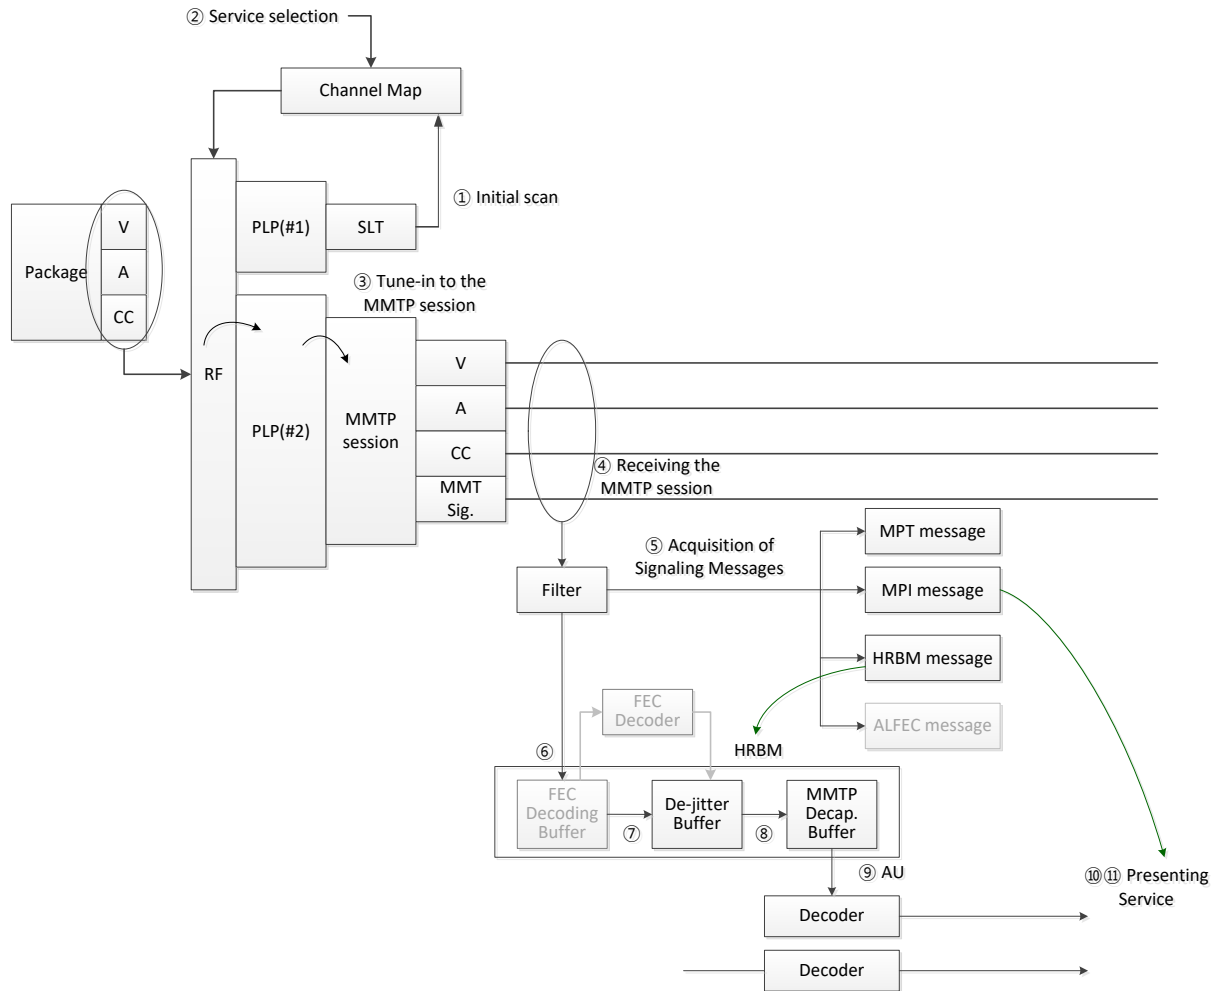 ② Service selection
Channel Map
① Initial scan
PLP(#1)
SLT
V
Package
A
CC
③ Tune-in to the
MMTP session
RF
PLP(#2)
MMTP
session
V
A
CC
MMT
Sig.
④ Receiving the
MMTP session
⑤ Acquisition of
Signaling Messages
Filter
MPT message
MPI message
HRBM message
ALFEC message
FEC
Decoder
HRBM
⑥
FEC
Decoding
Buffer
⑦
De-jitter
Buffer
⑧
MMTP
Decap.
Buffer
⑨ AU
⑩⑪ Presenting
Service
Decoder
Decoder